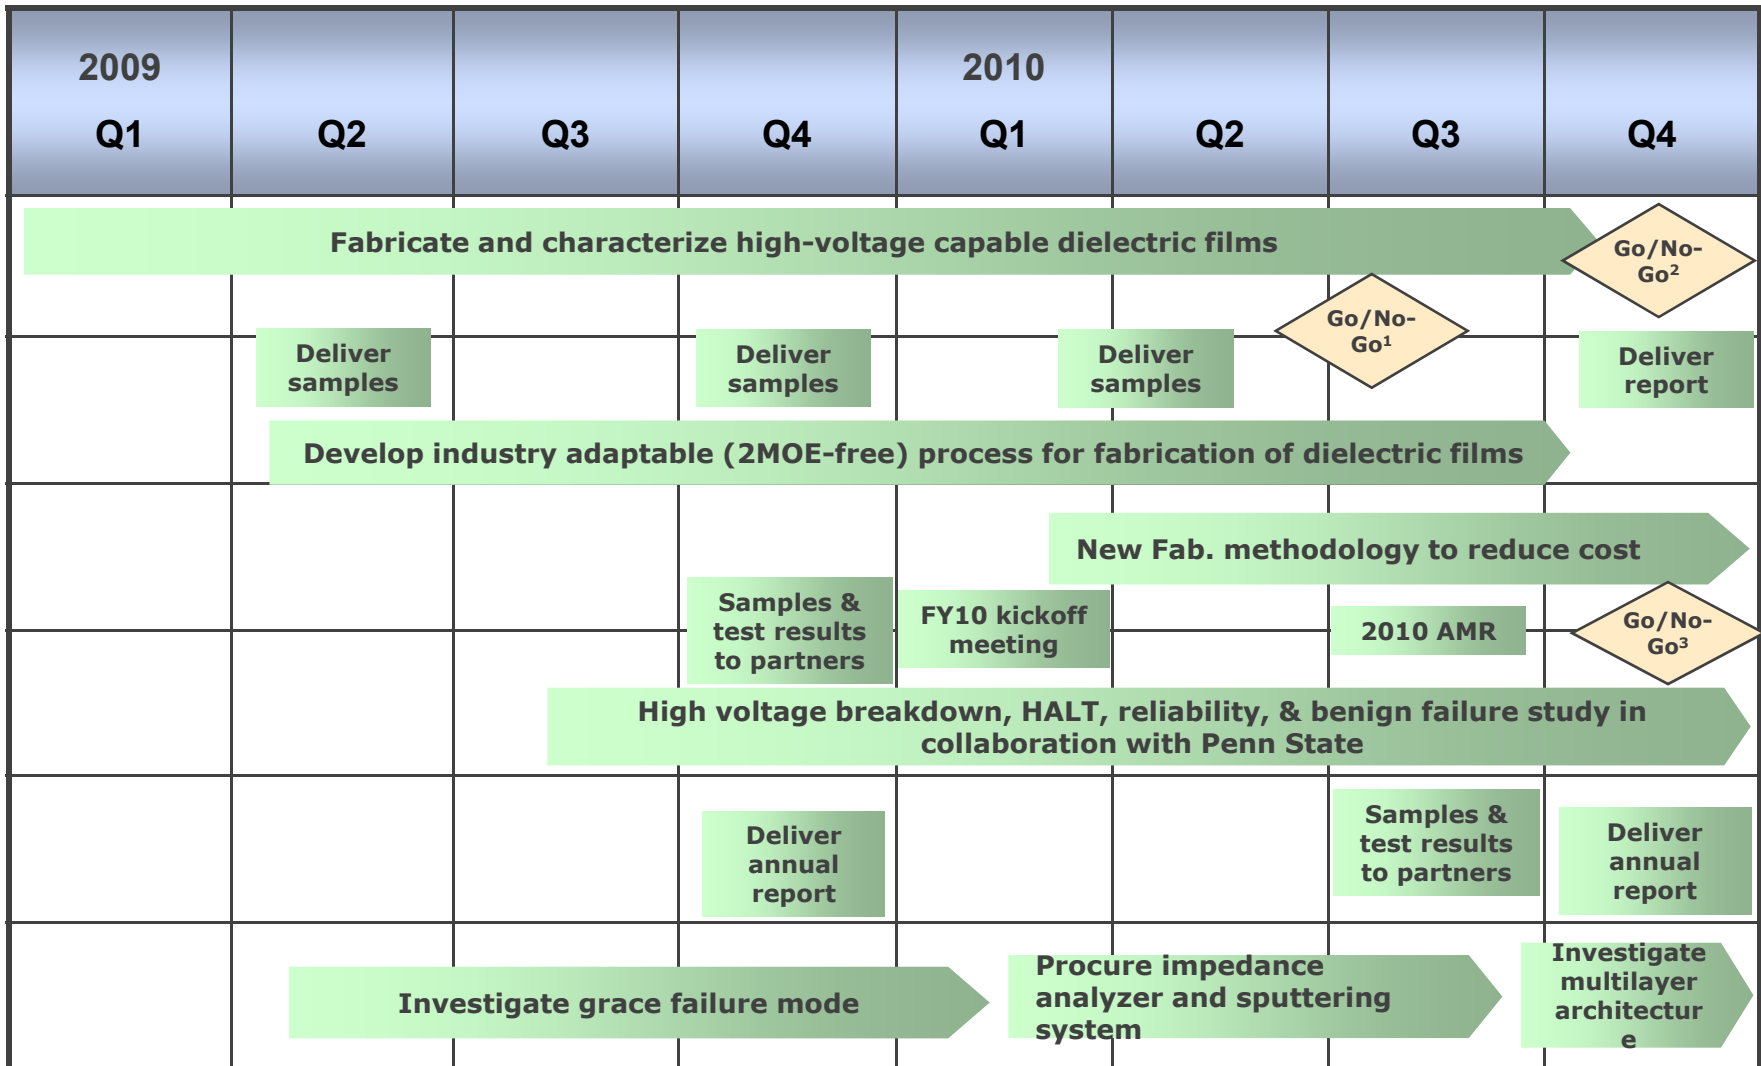 2009
2010
Q1
Q2
Q3
Q4
Q1
Q2
Q3
Q4
Fabricate and characterize high-voltage capable dielectric films
Go/No-
Go²
Go/No-
Go¹
Deliver
samples
Deliver
samples
Deliver
samples
Deliver
report
Develop industry adaptable (2MOE-free) process for fabrication of dielectric films
New Fab. methodology to reduce cost
Samples &
test results
to partners
FY10 kickoff
meeting
2010 AMR
Go/No-
Go³
High voltage breakdown, HALT, reliability, & benign failure study in
collaboration with Penn State
Deliver
annual
report
Samples &
test results
to partners
Deliver
annual
report
Investigate grace failure mode
Procure impedance
analyzer and sputtering
system
Investigate
multilayer
architectur
e